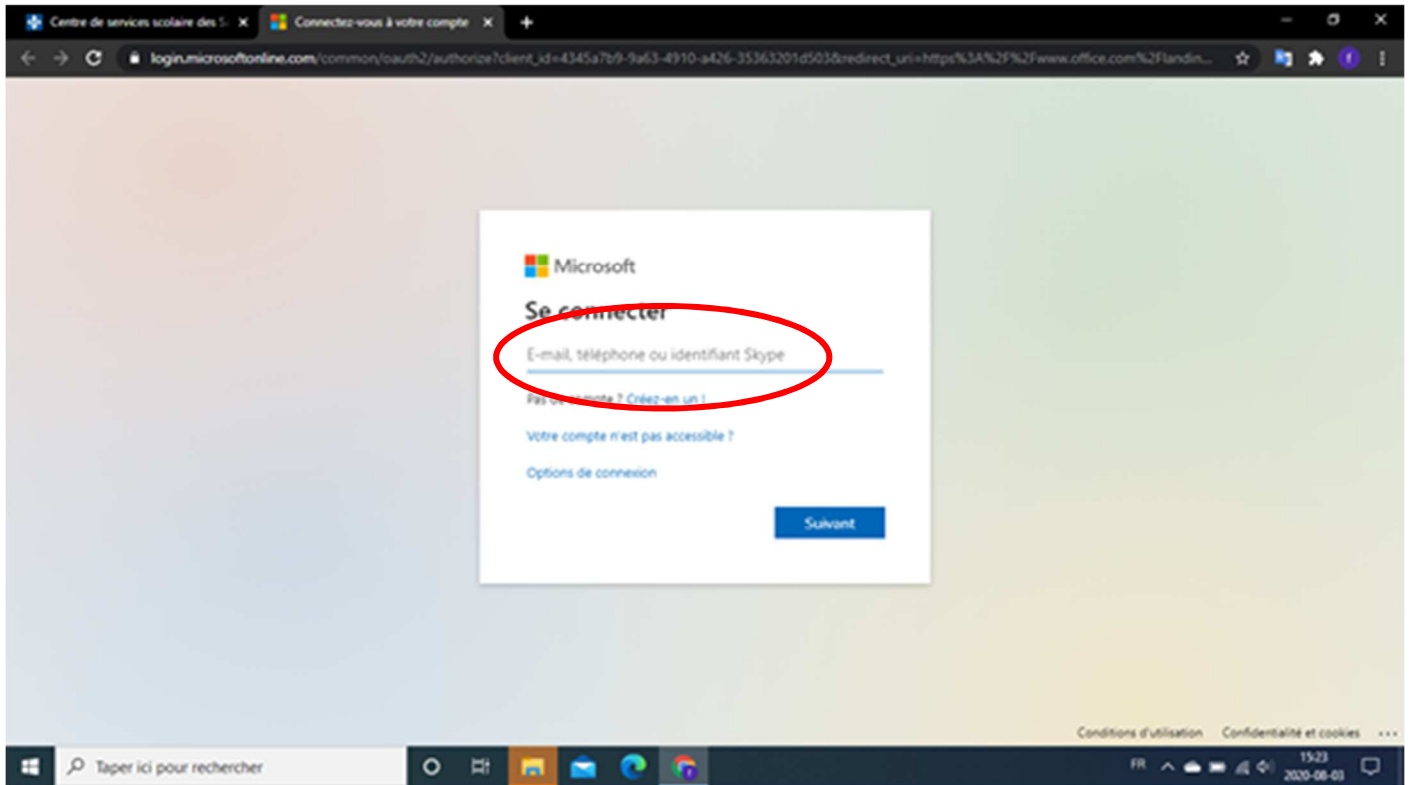 Centre de services scolaire des S
Connectez-vous à votre compte
login.microsoftonline.com/common/oauth2/authorize?client_id=4345a7b9-9a63-4910-a426-35363201d503&redirect_uri=https%3A%2F%2Fwww.office.com%2Flandin...
Microsoft
Se connecter
E-mail, téléphone ou identifiant Skype
Pas de compte ? Créez-en un !
Votre compte n'est pas accessible ?
Options de connexion
Suivant
Conditions d'utilisation Confidentialité et cookies ...
Taper ici pour rechercher
FR
15:23
2020-08-03